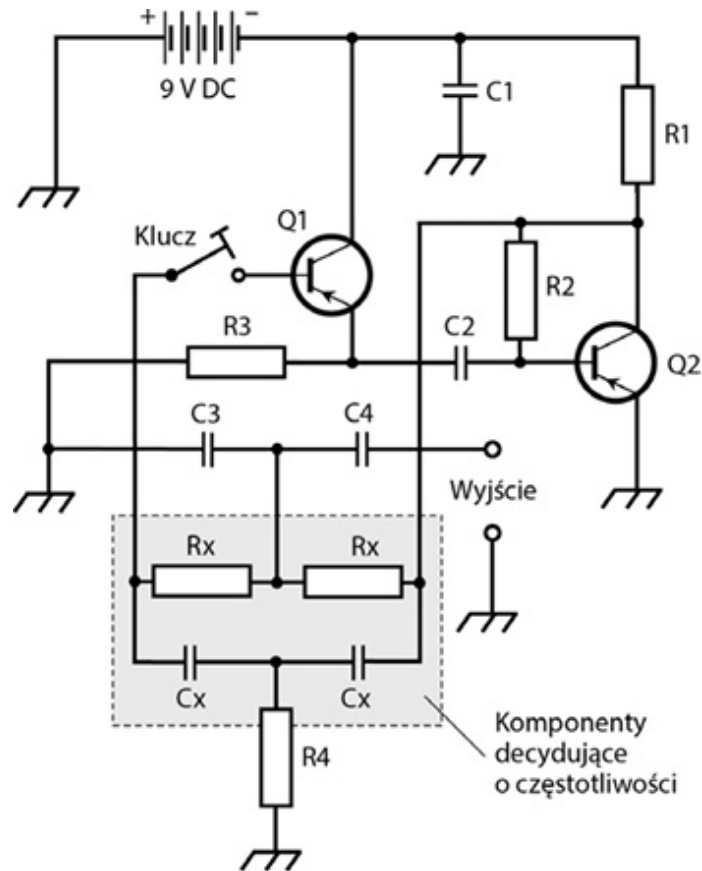 + −
9 V DC
C1
R1
Q1
Klucz
R2
R3
C2
Q2
C3
C4
Wyjście
Rx
Rx
Cx
Cx
R4
Komponenty
decydujące
o częstotliwości